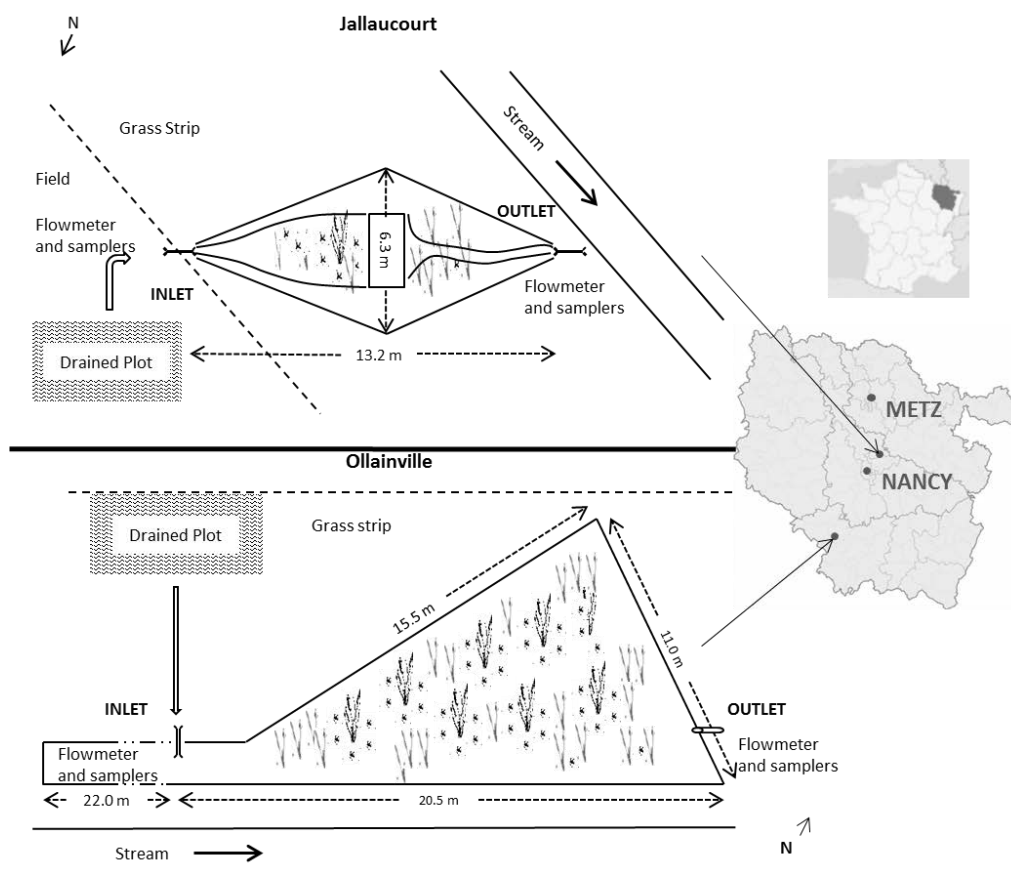 N
Jallaucourt
Grass Strip
Stream
Field
Flowmeter
and samplers
OUTLET
6.3 m
INLET
Flowmeter
and samplers
Drained Plot
13.2 m
METZ
NANCY
Ollainville
Drained Plot
Grass strip
15.5 m
11.0 m
INLET
OUTLET
Flowmeter
and samplers
Flowmeter
and samplers
22.0 m
20.5 m
Stream
N